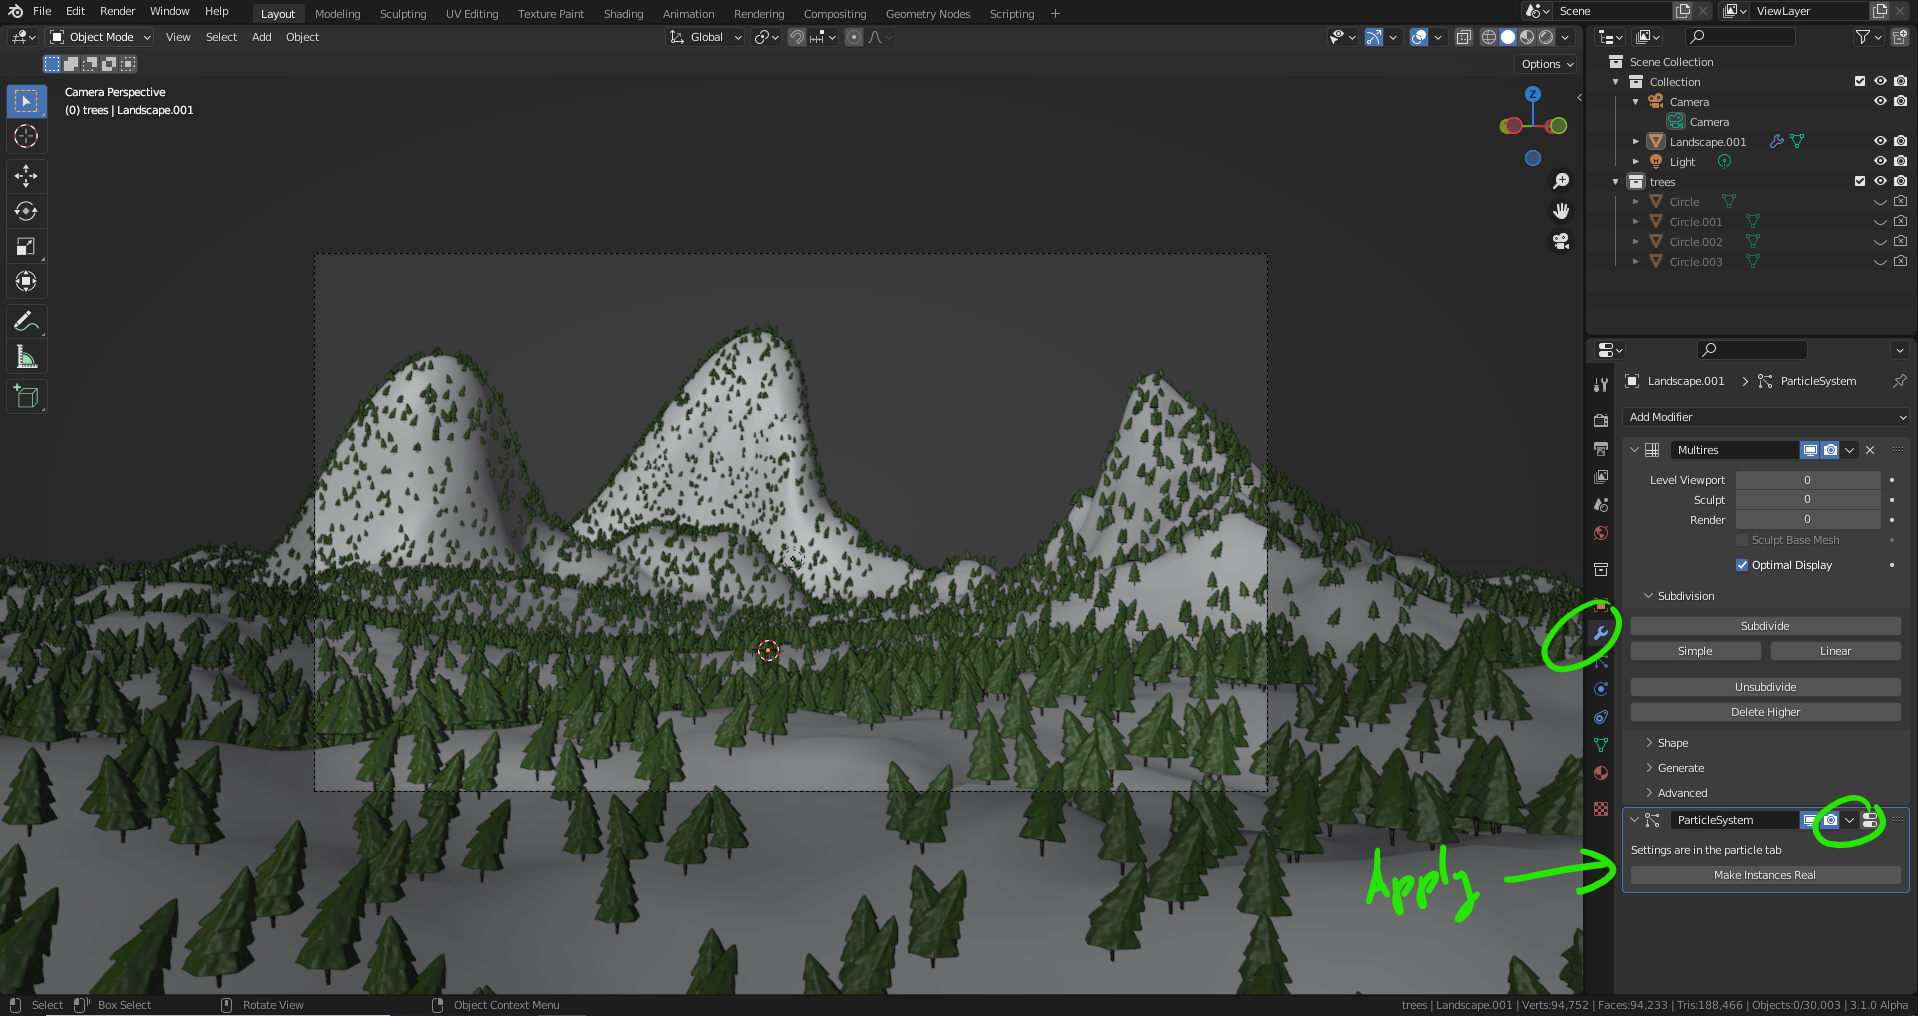 File Edit Render Window Help Layout Modeling Sculpting UV Editing Texture Paint Shading Animation Rendering Compositing Geometry Nodes Scripting Scene ViewLayer
Object Mode View Select Add Object Global
Options
Camera Perspective
(0) trees | Landscape.001
Z
Scene Collection
Collection
Camera
Camera
Landscape.001
Light
trees
Circle
Circle.001
Circle.002
Circle.003
Landscape.001 ParticleSystem
Add Modifier
Multires
Level Viewport 0
Sculpt 0
Render 0
Sculpt Base Mesh
Optimal Display
Subdivision
Subdivide
Simple Linear
Unsubdivide
Delete Higher
Shape
Generate
Advanced
ParticleSystem
Settings are in the particle tab
Make Instances Real
Apply
Select Box Select Rotate View Object Context Menu trees | Landscape.001 | Verts:94,752 | Faces:94,233 | Tris:188,466 | Objects:0/30,003 | 3.1.0 Alpha